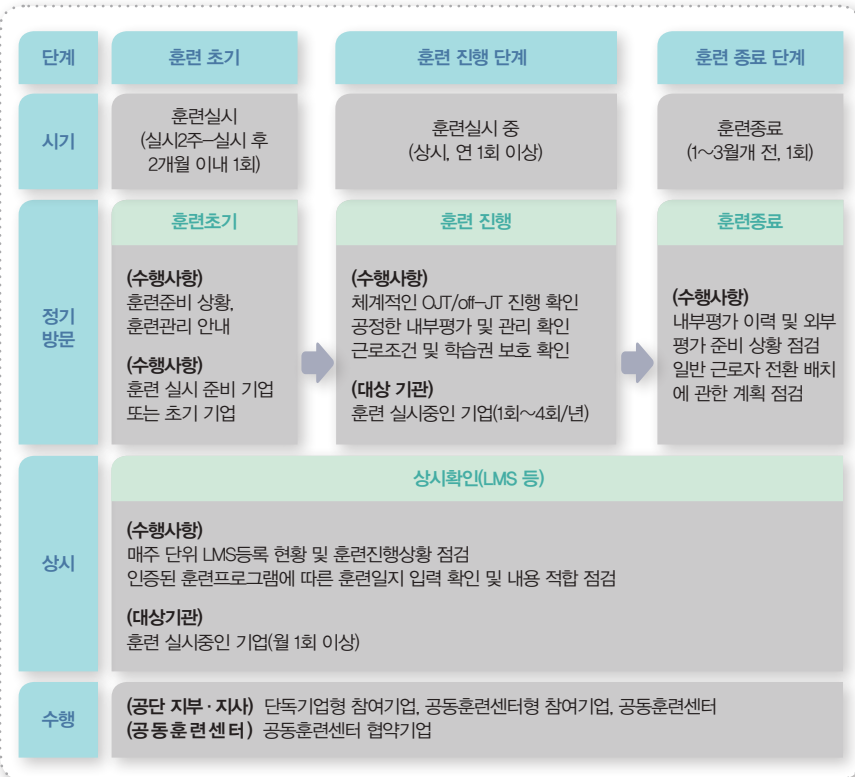 단계
훈련 초기
훈련 진행 단계
훈련 종료 단계
시기
훈련실시
(실시2주-실시 후
2개월 이내 1회)
훈련실시 중
(상시, 연 1회 이상)
훈련종료
(1~3월개 전, 1회)
정기
방문
훈련초기
(수행사항)
훈련준비 상황,
훈련관리 안내
(수행사항)
훈련 실시 준비 기업
또는 초기 기업
훈련 진행
(수행사항)
체계적인 OJT/off-JT 진행 확인
공정한 내부평가 및 관리 확인
근로조건 및 학습권 보호 확인
(대상 기관)
훈련 실시중인 기업(1회~4회/년)
훈련종료
(수행사항)
내부평가 이력 및 외부
평가 준비 상황 점검
일반 근로자 전환 배치
에 관한 계획 점검
상시
상시확인(LMS 등)
(수행사항)
매주 단위 LMS등록 현황 및 훈련진행상황 점검
인증된 훈련프로그램에 따른 훈련일지 입력 확인 및 내용 적합 점검
(대상기관)
훈련 실시중인 기업(월 1회 이상)
수행
(공단 지부·지사) 단독기업형 참여기업, 공동훈련센터형 참여기업, 공동훈련센터
(공동훈련센터) 공동훈련센터 협약기업